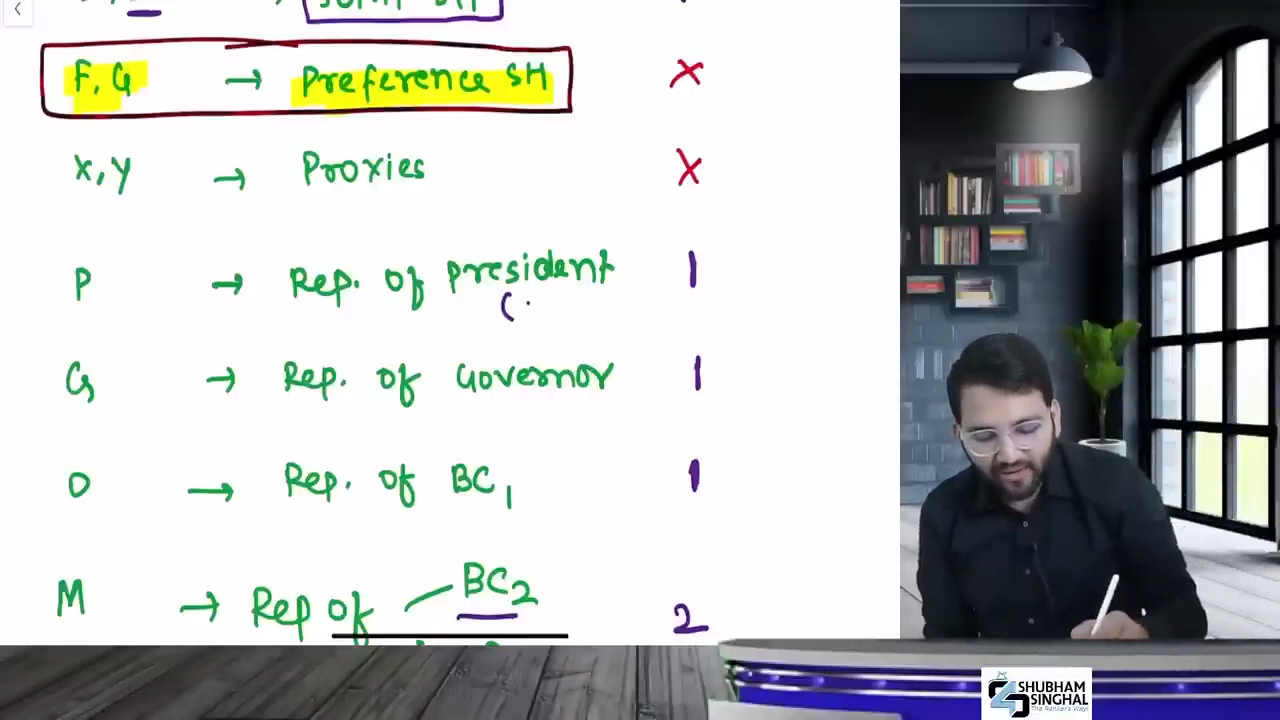 F, G → Preference SH X
X, Y → Proxies X
P → Rep. of President 1
(
G → Rep. of Governor 1
O → Rep. of BC1 1
M → Rep of BC2 2
SHUBHAM
SINGHAL